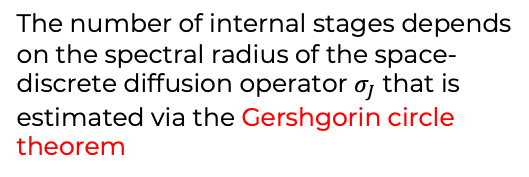 The number of internal stages depends
on the spectral radius of the space-
discrete diffusion operator σ_J that is
estimated via the Gershgorin circle
theorem